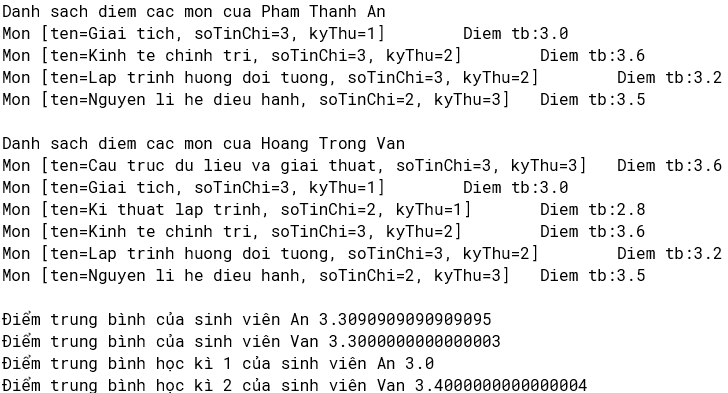 Danh sach diem cac mon cua Pham Thanh An
Mon [ten=Giai tich, soTinChi=3, kyThu=1]	Diem tb:3.0
Mon [ten=Kinh te chinh tri, soTinChi=3, kyThu=2]	Diem tb:3.6
Mon [ten=Lap trinh huong doi tuong, soTinChi=3, kyThu=2]	Diem tb:3.2
Mon [ten=Nguyen li he dieu hanh, soTinChi=2, kyThu=3]	Diem tb:3.5

Danh sach diem cac mon cua Hoang Trong Van
Mon [ten=Cau truc du lieu va giai thuat, soTinChi=3, kyThu=3]	Diem tb:3.6
Mon [ten=Giai tich, soTinChi=3, kyThu=1]	Diem tb:3.0
Mon [ten=Ki thuat lap trinh, soTinChi=2, kyThu=1]	Diem tb:2.8
Mon [ten=Kinh te chinh tri, soTinChi=3, kyThu=2]	Diem tb:3.6
Mon [ten=Lap trinh huong doi tuong, soTinChi=3, kyThu=2]	Diem tb:3.2
Mon [ten=Nguyen li he dieu hanh, soTinChi=2, kyThu=3]	Diem tb:3.5

Điểm trung bình của sinh viên An 3.3090909090909095
Điểm trung bình của sinh viên Van 3.3000000000000003
Điểm trung bình học kì 1 của sinh viên An 3.0
Điểm trung bình học kì 2 của sinh viên Van 3.4000000000000004